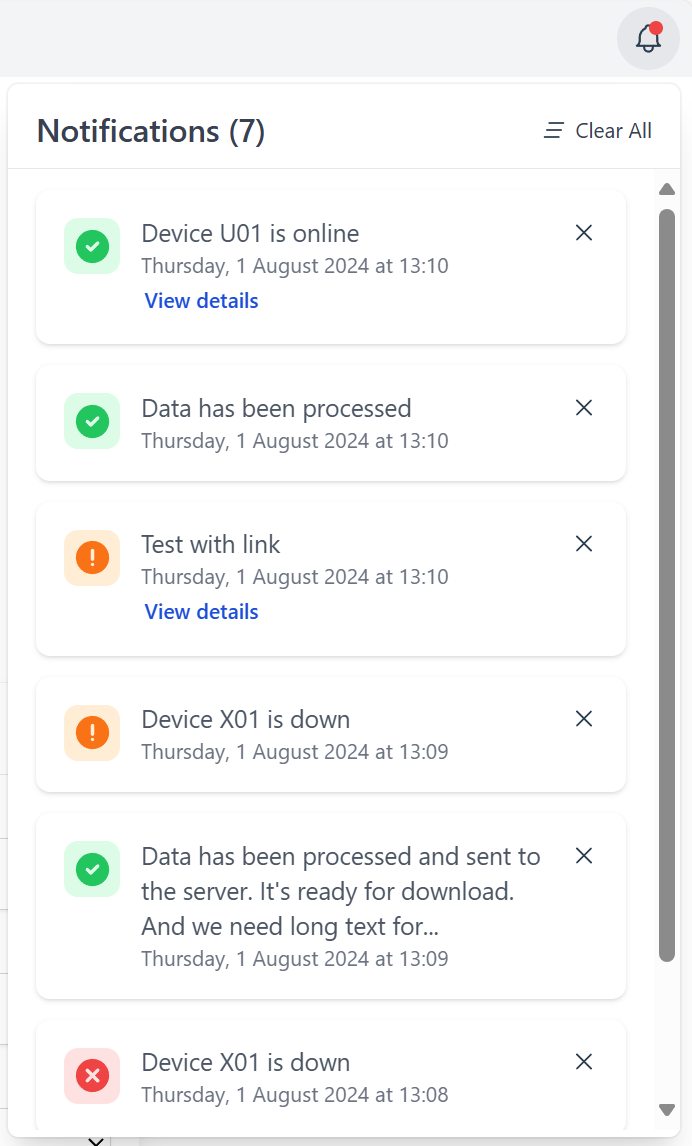 Notifications (7)
Clear All
Device U01 is online
Thursday, 1 August 2024 at 13:10
View details
Data has been processed
Thursday, 1 August 2024 at 13:10
Test with link
Thursday, 1 August 2024 at 13:10
View details
Device X01 is down
Thursday, 1 August 2024 at 13:09
Data has been processed and sent to
the server. It's ready for download.
And we need long text for...
Thursday, 1 August 2024 at 13:09
Device X01 is down
Thursday, 1 August 2024 at 13:08